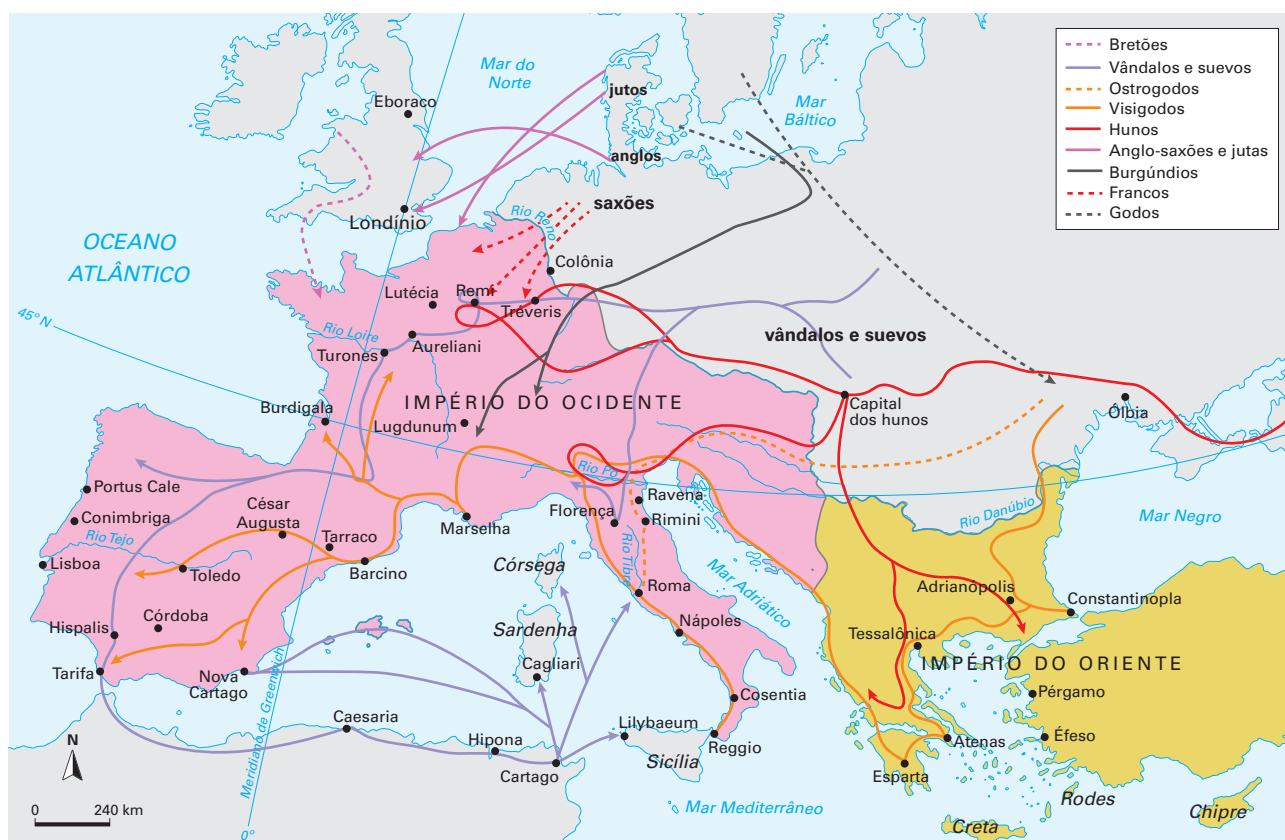 Bretões
Vândalos e suevos
Ostrogodos
Visigodos
Hunos
Anglo-saxões e jutas
Burgúndios
Francos
Godos
Mar do
Norte
jutos
Mar
Báltico
Eboraco
anglos
Londínio
saxões
Rio Reno
OCEANO
ATLÂNTICO
Colônia
Lutécia
Remi
Tréveris
45° N
Rio Loire
Aureliani
Turones
vândalos e suevos
Burdigala
IMPÉRIO DO OCIDENTE
Lugdunum
Capital
dos hunos
Ólbia
Rio Pó
Portus Cale
César
Augusta
Marselha
Florença
Ravena
Rimini
Rio Danúbio
Mar Negro
Conimbriga
Rio Tejo
Tarraco
Lisboa
Toledo
Barcino
Córsega
Rio Tibre
Roma
Mar Adriático
Adrianópolis
Constantinopla
Córdoba
Hispalis
Sardenha
Nápoles
Tessalônica
IMPÉRIO DO ORIENTE
Tarifa
Nova
Cartago
Cagliari
Cosentia
Pérgamo
Meridiano de Greenwich
Caesaria
Lilybaeum
Reggio
Hipona
Cartago
Sicília
Atenas
Éfeso
Esparta
N
0 240 km
0°
Mar Mediterrâneo
Rodes
Creta
Chipre